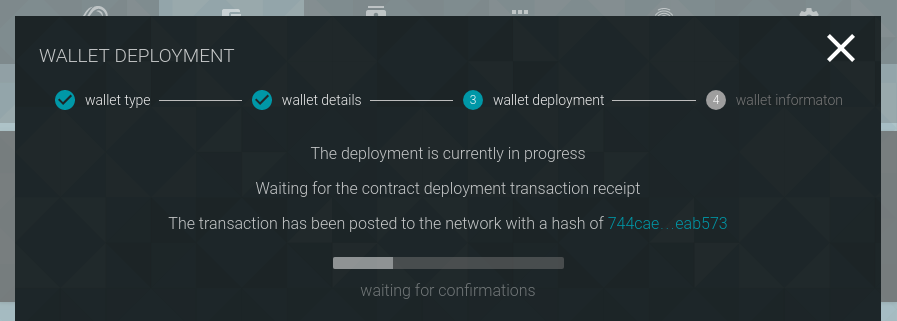 WALLET DEPLOYMENT
wallet type wallet details 3 wallet deployment 4 wallet informaton
The deployment is currently in progress
Waiting for the contract deployment transaction receipt
The transaction has been posted to the network with a hash of 744cae…eab573
waiting for confirmations